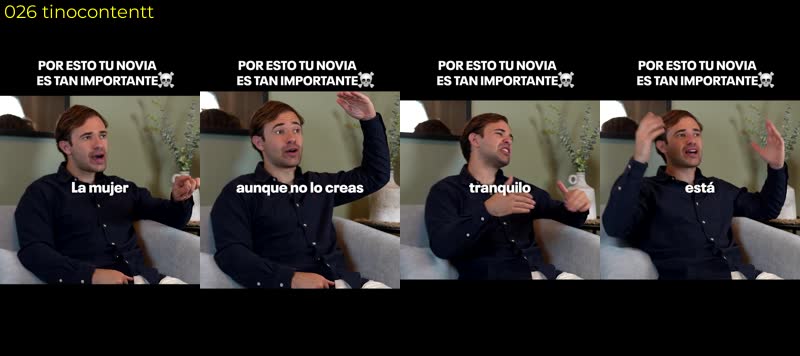 026 tinocontentt
POR ESTO TU NOVIA
ES TAN IMPORTANTE☠️
La mujer
POR ESTO TU NOVIA
ES TAN IMPORTANTE☠️
aunque no lo creas
POR ESTO TU NOVIA
ES TAN IMPORTANTE☠️
tranquilo
POR ESTO TU NOVIA
ES TAN IMPORTANTE☠️
está